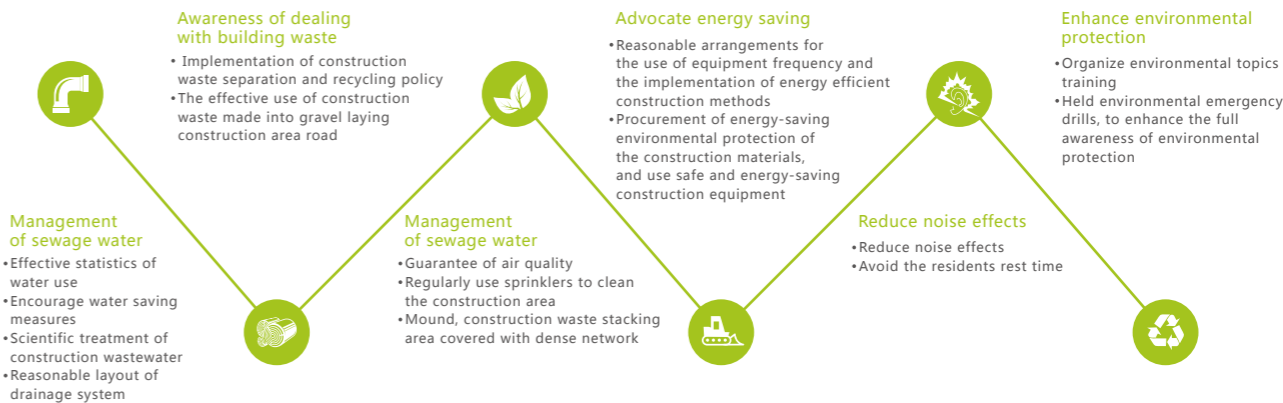 Management
of sewage water
•Effective statistics of
water use
•Encourage water saving
measures
•Scientific treatment of
construction wastewater
•Reasonable layout of
drainage system
Awareness of dealing
with building waste
• Implementation of construction
waste separation and recycling policy
•The effective use of construction
waste made into gravel laying
construction area road
Management
of sewage water
•Guarantee of air quality
•Regularly use sprinklers to clean
the construction area
•Mound, construction waste stacking
area covered with dense network
Advocate energy saving
•Reasonable arrangements for
the use of equipment frequency and
the implementation of energy efficient
construction methods
•Procurement of energy-saving
environmental protection of
the construction materials,
and use safe and energy-saving
construction equipment
Reduce noise effects
•Reduce noise effects
•Avoid the residents rest time
Enhance environmental
protection
•Organize environmental topics
training
•Held environmental emergency
drills, to enhance the full
awareness of environmental
protection